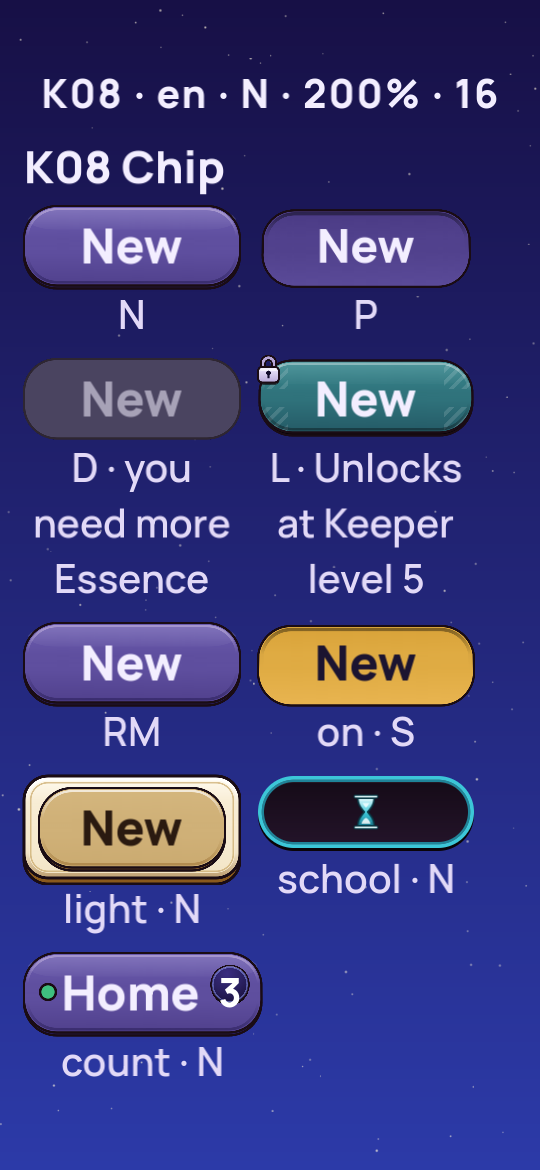 K08 · en · N · 200% · 16
K08 Chip
New
New
N
P
New
New
D · you
need more
Essence
L · Unlocks
at Keeper
level 5
New
New
RM
on · S
New
light · N
school · N
Home 3
count · N